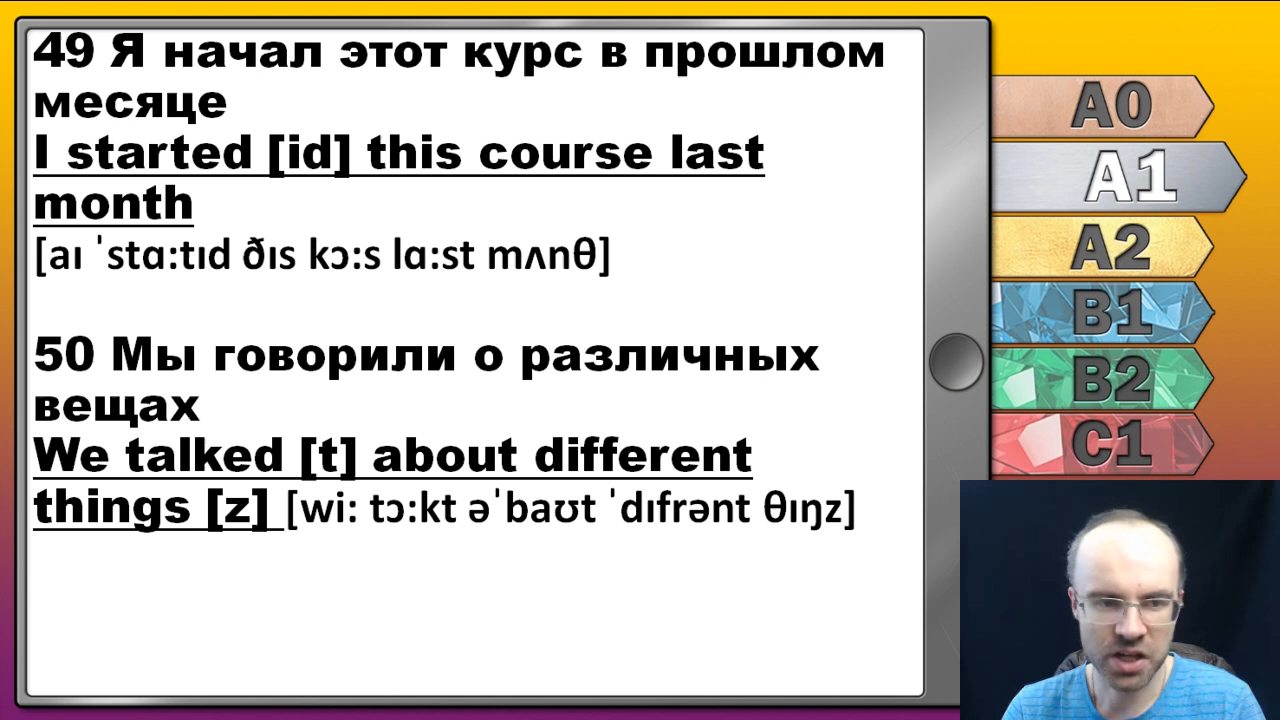 49 Я начал этот курс в прошлом
месяце
I started [id] this course last
month
[aɪ ˈstɑ:tɪd ðɪs kɔ:s lɑ:st mʌnθ]
50 Мы говорили о различных
вещах
We talked [t] about different
things [z] [wi: tɔ:kt əˈbaʊt ˈdɪfrənt θɪŋz]
A0
A1
A2
B1
B2
C1